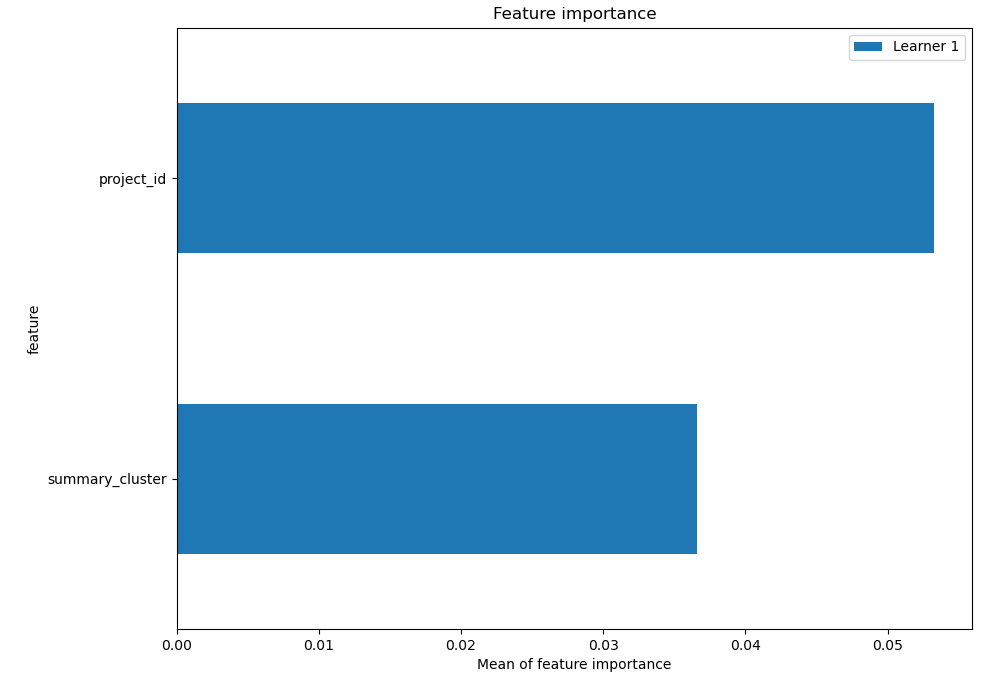 Feature importance
Learner 1
project_id
feature
summary_cluster
0.00 0.01 0.02 0.03 0.04 0.05
Mean of feature importance